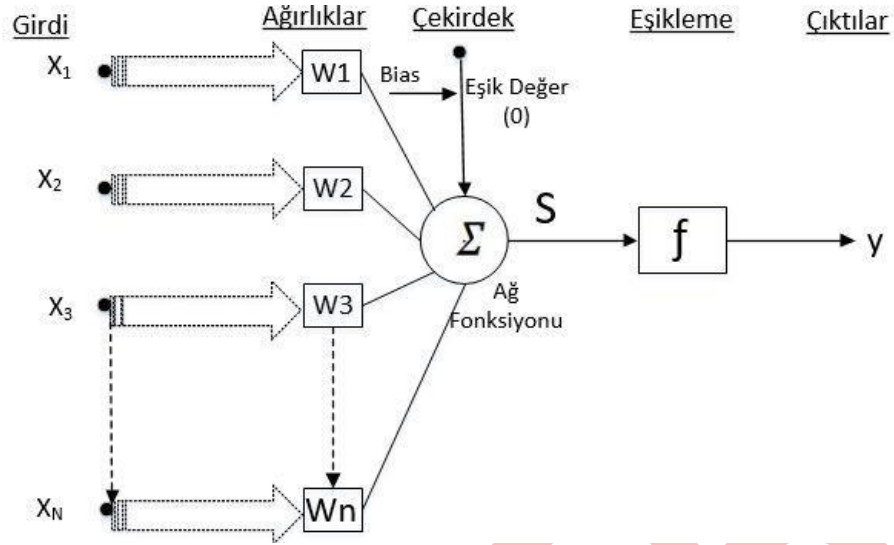 Girdi Ağırlıklar Çekirdek Eşikleme Çıktılar
X1 W1 Bias Eşik Değer
(0)
X2 W2
Σ S f y
X3 W3 Ağ
Fonksiyonu
XN Wn